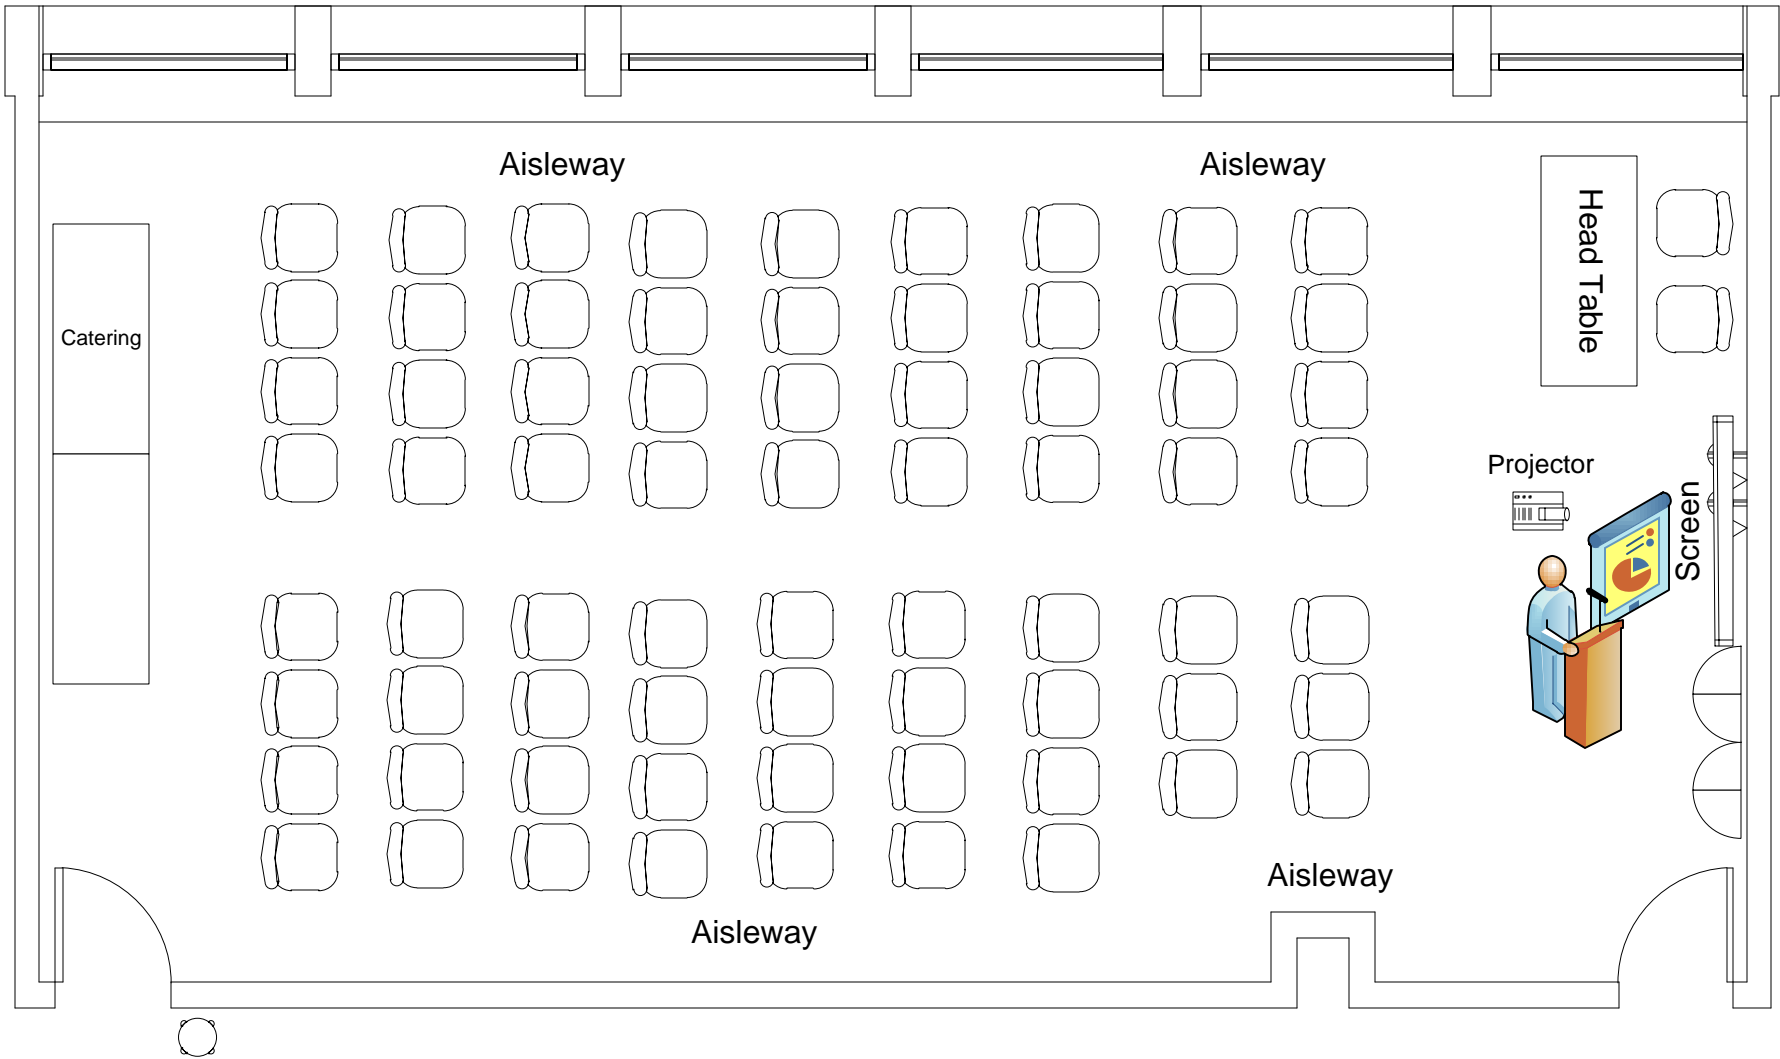 Aisleway
Aisleway
Head Table
Catering
Projector
Screen
Aisleway
Aisleway